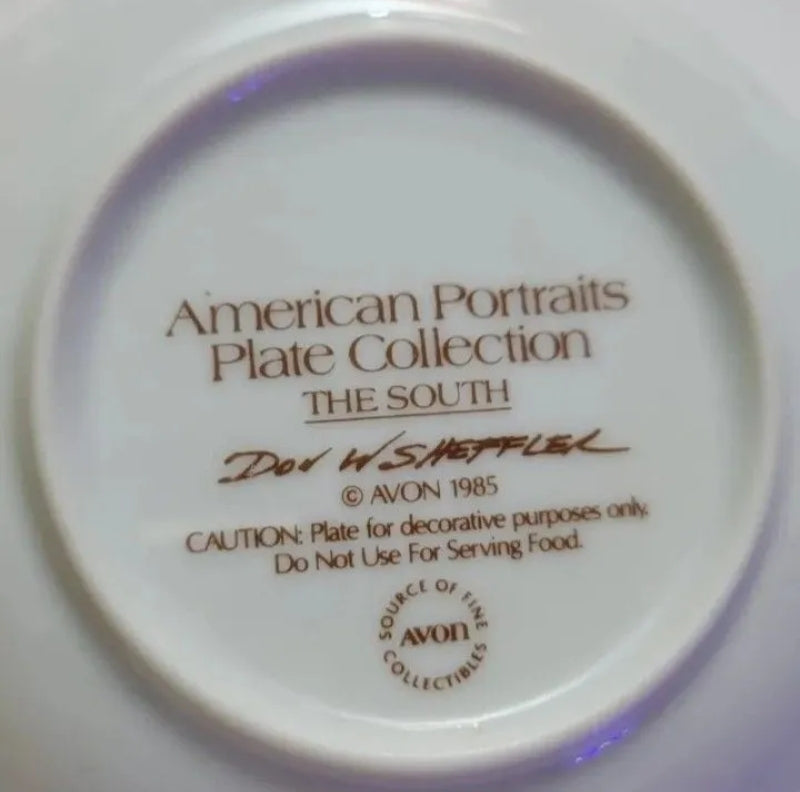 American Portraits
Plate Collection
THE SOUTH
Don W SHEFFLER
© AVON 1985
CAUTION: Plate for decorative purposes only.
Do Not Use For Serving Food.
SOURCE OF FINE
AVON
COLLECTIBLES